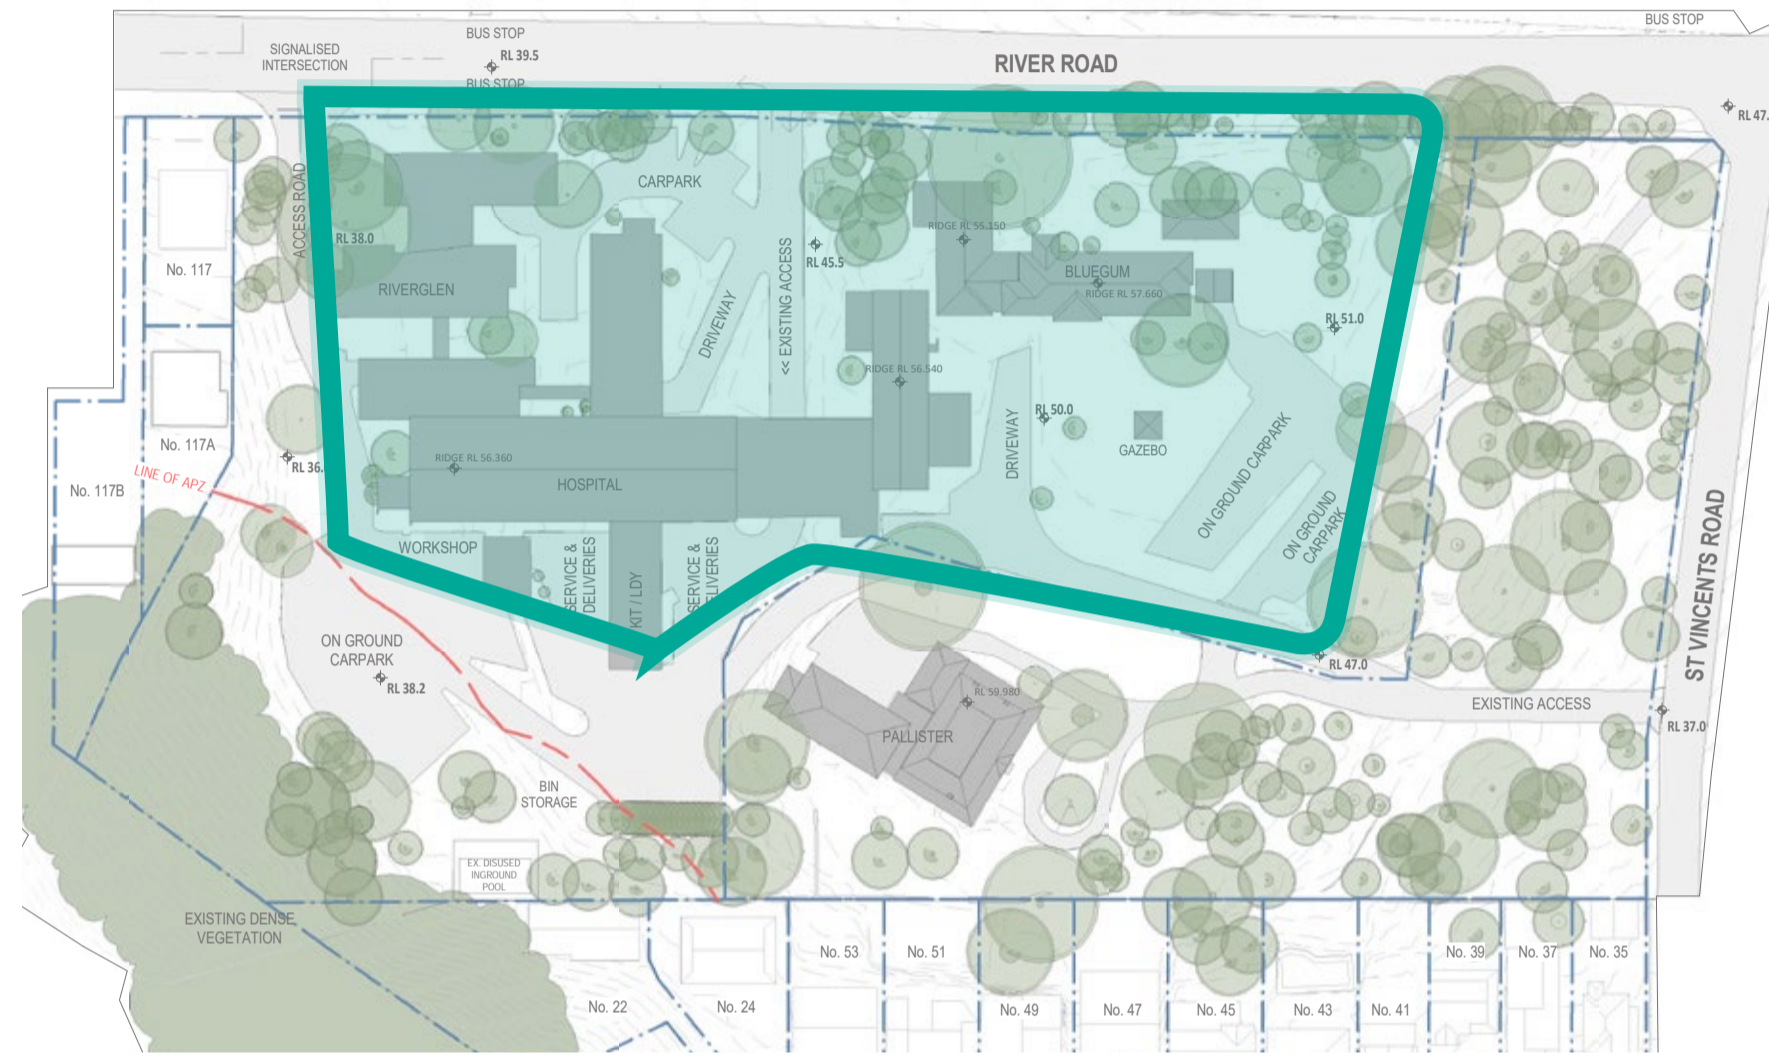 BUS STOP
BUS STOP
SIGNALISED
INTERSECTION
RL 39.5
BUS STOP
RIVER ROAD
RL 47.
ACCESS ROAD
CARPARK
No. 117
RL 38.0
RIVERGLEN
DRIVEWAY
<< EXISTING ACCESS
RL 45.5
RIDGE RL 55.150
BLUEGUM
RIDGE RL 57.660
RL 51.0
RIDGE RL 56.540
RL 50.0
DRIVEWAY
GAZEBO
ON GROUND CARPARK
ON GROUND
CARPARK
No. 117A
RL 36.
LINE OF APZ
No. 117B
RIDGE RL 56.360
HOSPITAL
WORKSHOP
SERVICE &
DELIVERIES
KIT / LDY
SERVICE &
ELIVERIES
ST VINCENTS ROAD
ON GROUND
CARPARK
RL 38.2
RL 47.0
RL 59.980
PALLISTER
EXISTING ACCESS
RL 37.0
BIN
STORAGE
EX. DISUSED
INGROUND
POOL
EXISTING DENSE
VEGETATION
No. 22
No. 24
No. 53
No. 51
No. 49
No. 47
No. 45
No. 43
No. 41
No. 39
No. 37
No. 35